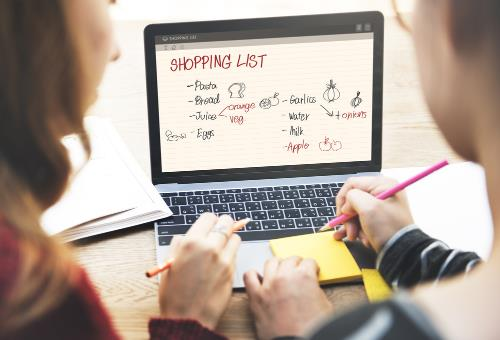 SHOPPING LIST
SHOPPING LIST
- Pasta
- Bread
- Juice
orange
veg
- Eggs
- Garlics
+ onions
- Water
- Milk
- Apple